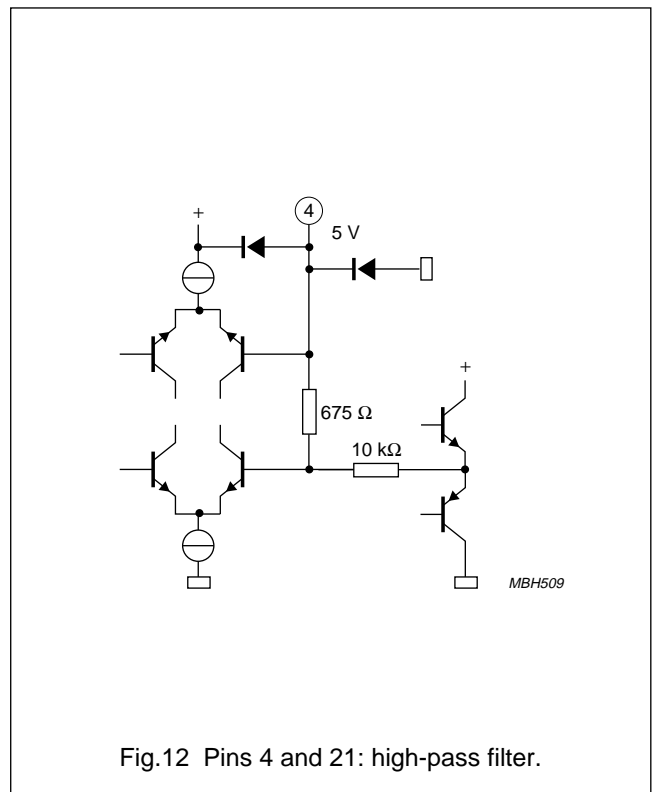 +
4
5 V
+
675 Ω
10 kΩ
MBH509
Fig.12 Pins 4 and 21: high-pass filter.